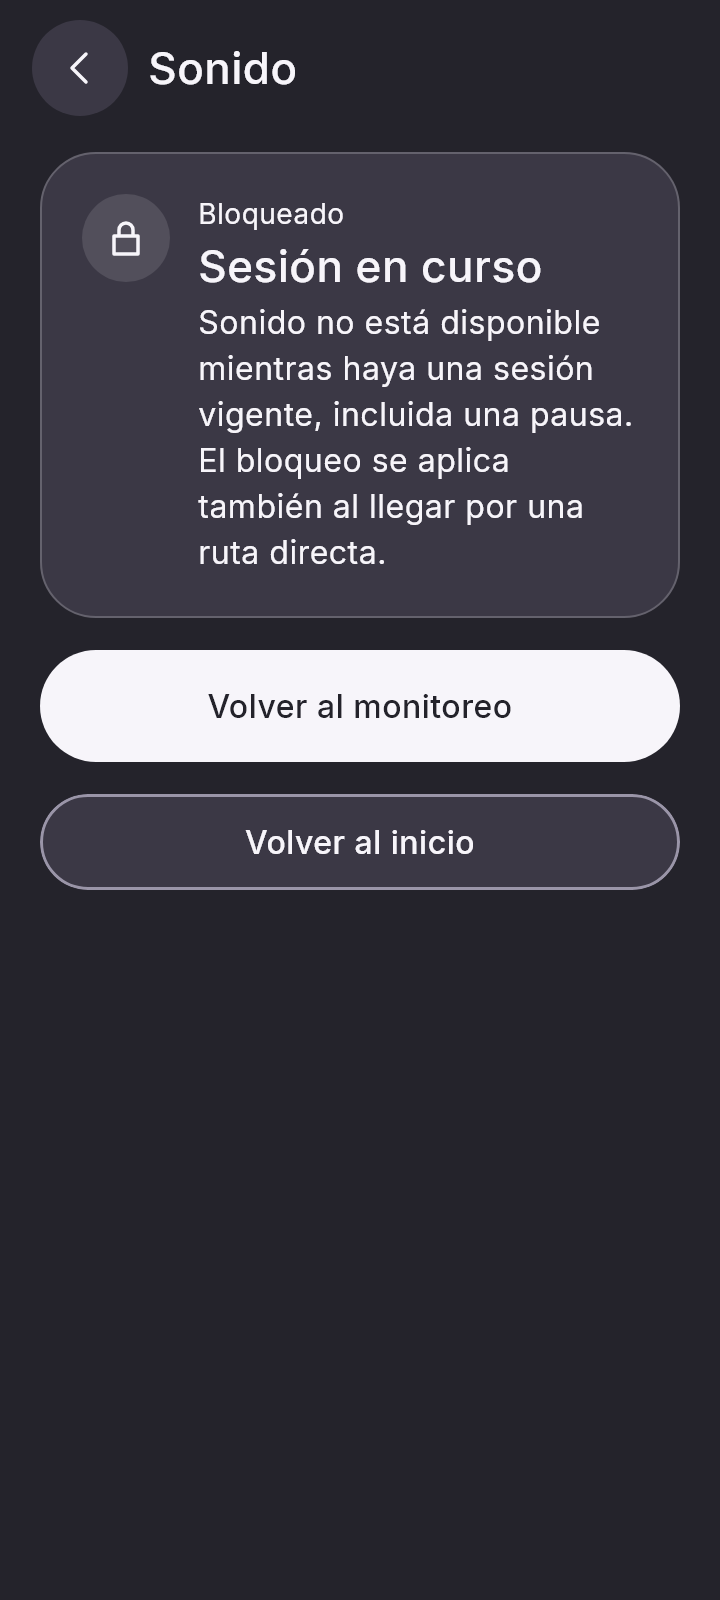 Sonido
Bloqueado
Sesión en curso
Sonido no está disponible
mientras haya una sesión
vigente, incluida una pausa.
El bloqueo se aplica
también al llegar por una
ruta directa.
Volver al monitoreo
Volver al inicio